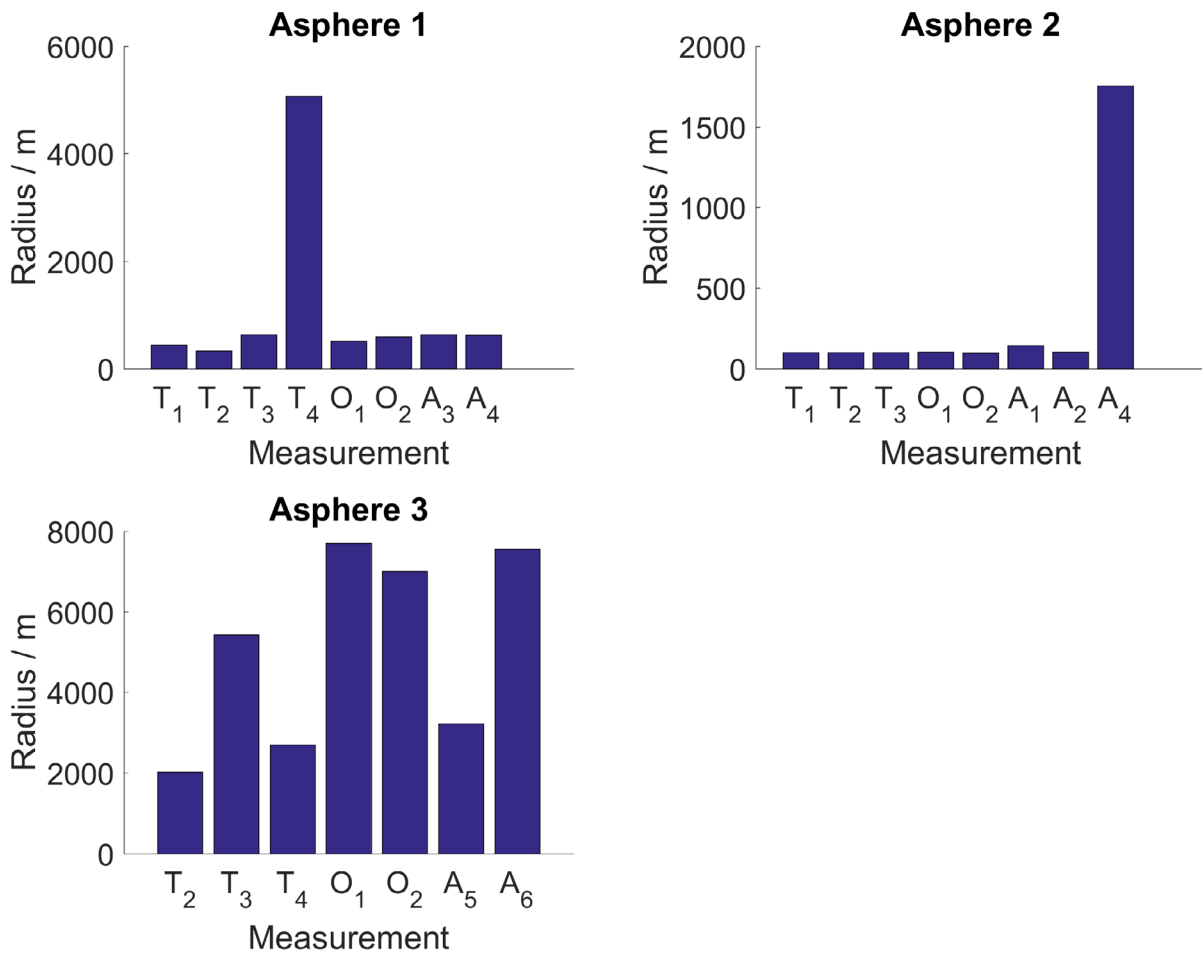 Asphere 1
6000
4000
2000
0
Radius / m
T₁ T₂ T₃ T₄ O₁ O₂ A₃ A₄
Measurement
Asphere 2
2000
1500
1000
500
0
Radius / m
T₁ T₂ T₃ O₁ O₂ A₁ A₂ A₄
Measurement
Asphere 3
8000
6000
4000
2000
0
Radius / m
T₂ T₃ T₄ O₁ O₂ A₅ A₆
Measurement